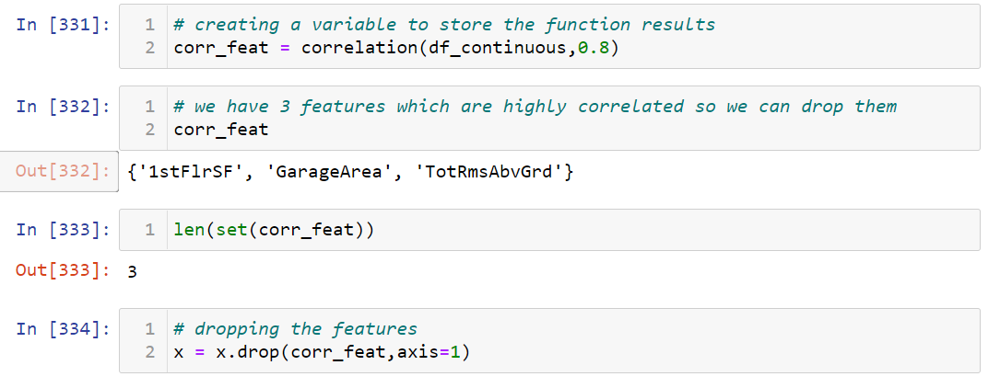 In [331]: 1 # creating a variable to store the function results
2 corr_feat = correlation(df_continuous,0.8)
In [332]: 1 # we have 3 features which are highly correlated so we can drop them
2 corr_feat
Out[332]: {'1stFlrSF', 'GarageArea', 'TotRmsAbvGrd'}
In [333]: 1 len(set(corr_feat))
Out[333]: 3
In [334]: 1 # dropping the features
2 x = x.drop(corr_feat,axis=1)